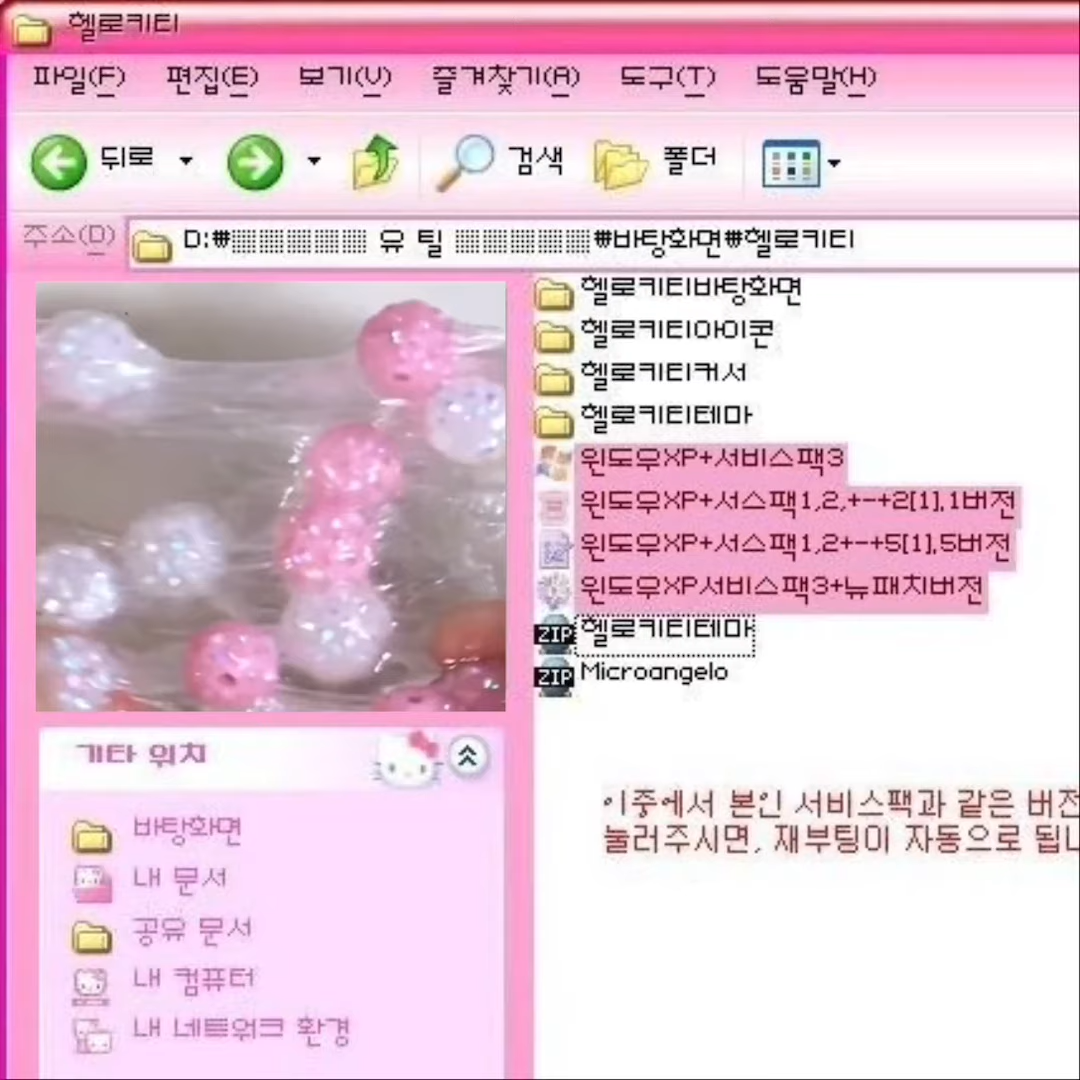 헬로키티
파일(F) 편집(E) 보기(V) 즐겨찾기(A) 도구(T) 도움말(H)
뒤로 검색 폴더
주소(D) D:₩▒▒▒▒▒ 유 틸 ▒▒▒▒▒₩바탕화면₩헬로키티
헬로키티바탕화면
헬로키티아이콘
헬로키티커서
헬로키티테마
윈도우XP+서비스팩3
윈도우XP+서스팩1,2,+-+2[1],1버전
윈도우XP+서스팩1,2+-+5[1],5버전
윈도우XP서비스팩3+뉴패치버전
ZIP 헬로키티테마
ZIP Microangelo
이중에서 본인 서비스팩과 같은 버전
눌러주시면, 재부팅이 자동으로 됩니
기타 위치
바탕화면
내 문서
공유 문서
내 컴퓨터
내 네트워크 환경